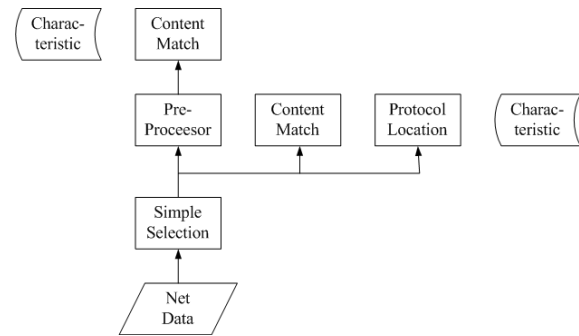 Charac-
teristic
Content
Match
Pre-
Proceesor
Content
Match
Protocol
Location
Charac-
teristic
Simple
Selection
Net
Data